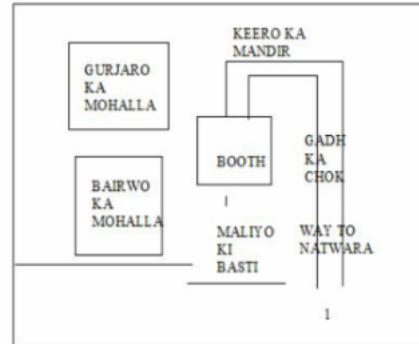 KEERO KA
MANDIR
GURJARO
KA
MOHALLA
BOOTH
GADH
KA
CHOK
BAIRWO
KA
MOHALLA
MALIYO
KI
BASTI
WAY TO
NATWARA
1